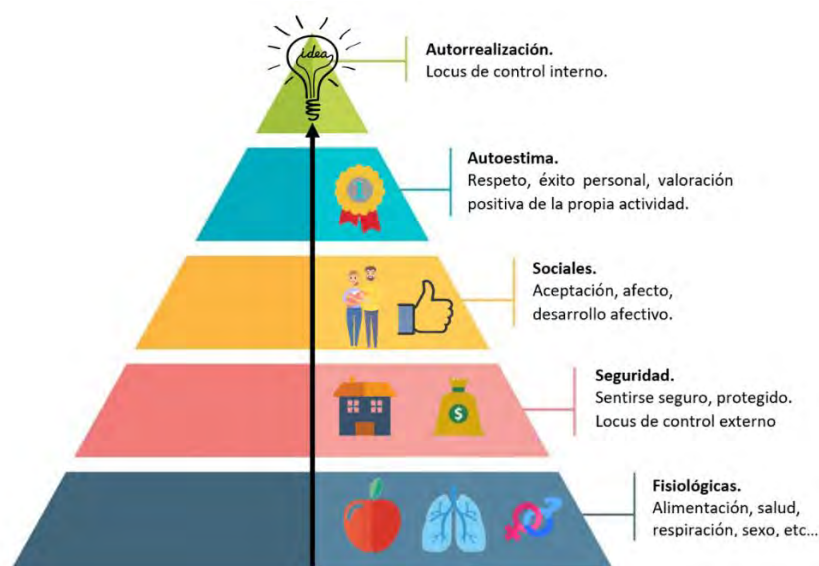 idea
Autorrealización.
Locus de control interno.
Autoestima.
Respeto, éxito personal, valoración
positiva de la propia actividad.
1
Sociales.
Aceptación, afecto,
desarrollo afectivo.
Seguridad.
Sentirse seguro, protegido.
Locus de control externo
$
Fisiológicas.
Alimentación, salud,
respiración, sexo, etc...